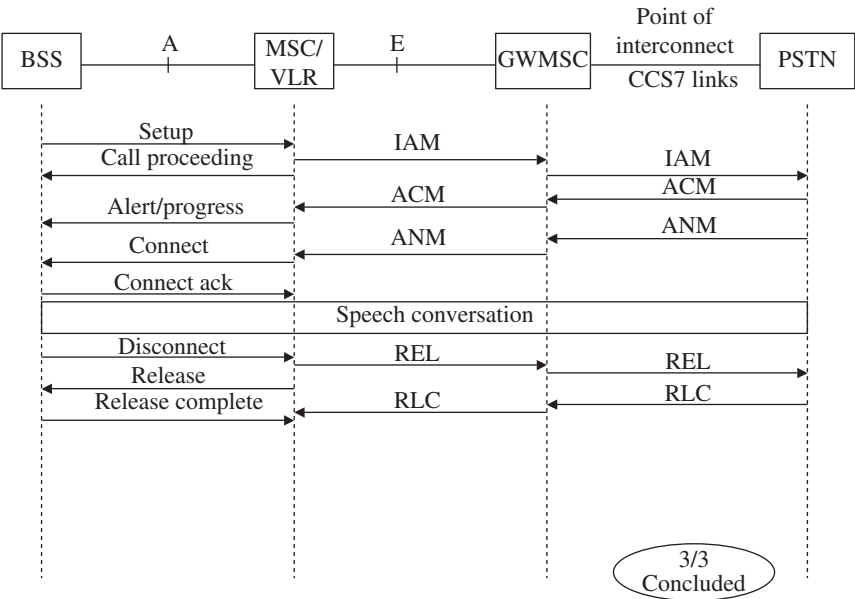 Point of
interconnect
BSS
A
MSC/
VLR
E
GWMSC
CCS7 links
PSTN
Setup
IAM
Call proceeding
IAM
ACM
ACM
Alert/progress
ANM
ANM
Connect
Connect ack
Speech conversation
Disconnect
REL
REL
Release
RLC
Release complete
RLC
3/3
Concluded